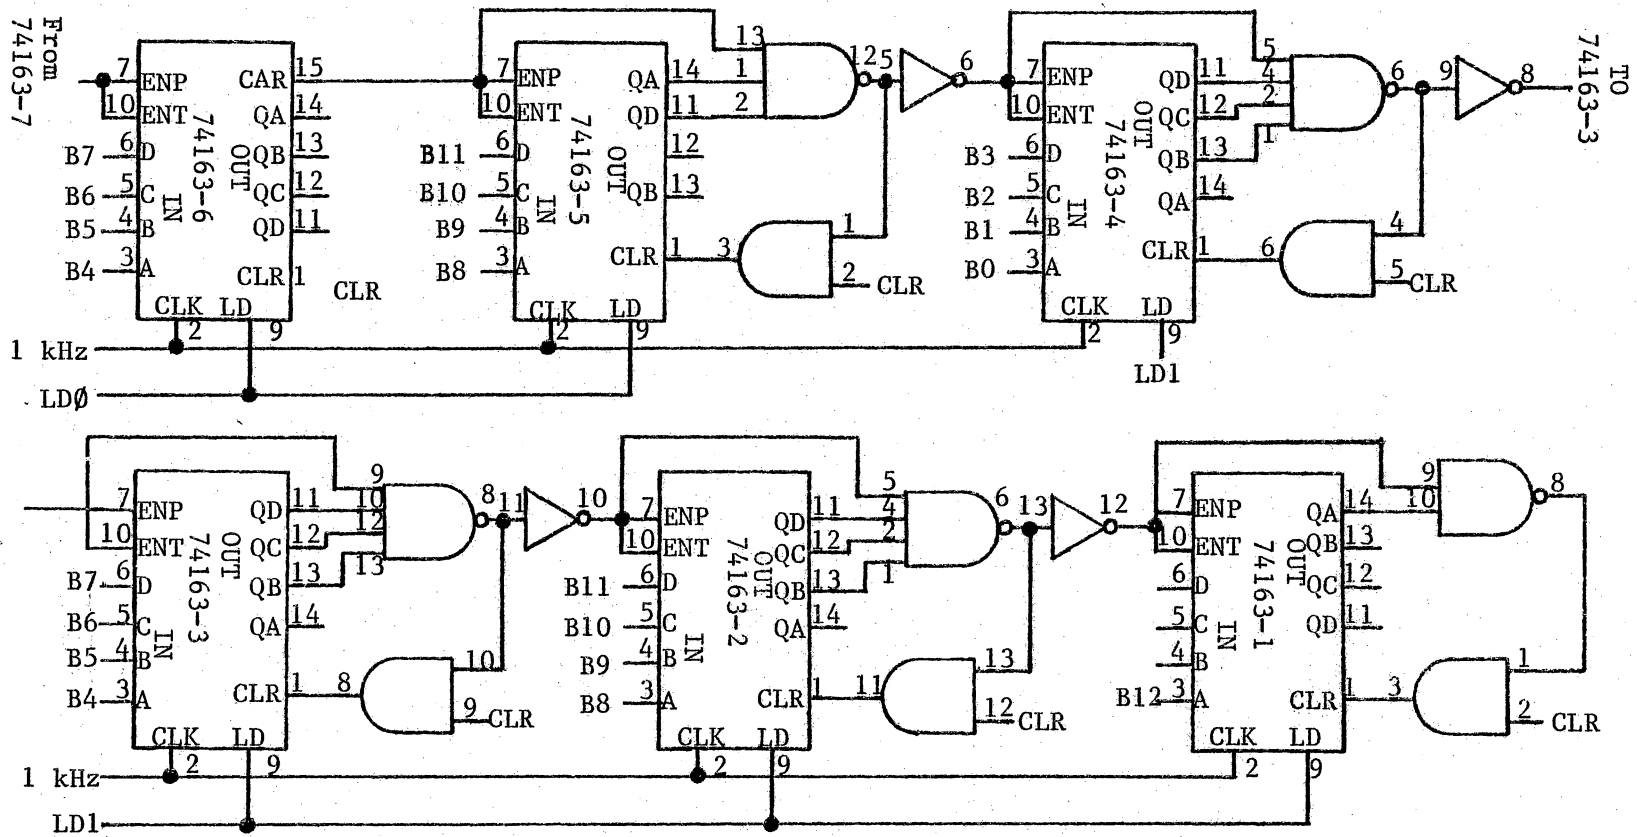 From
74163-7
7
ENP
CAR
15
10
ENT
QA
14
74163-6
OUT
IN
B7
6
D
QB
13
B6
5
C
QC
12
B5
4
B
QD
11
B4
3
A
CLR
1
CLR
CLK
LD
2
9
7
ENP
QA
14
10
ENT
QD
11
74163-5
OUT
IN
B11
6
D
12
B10
5
C
QB
13
B9
4
B
B8
3
A
CLR
1
CLK
LD
2
9
13
1
2
12
5
6
3
1
2
CLR
7
ENP
QD
11
10
ENT
QC
12
74163-4
OUT
IN
B3
6
D
QB
13
B2
5
C
QA
14
B1
4
B
B0
3
A
CLR
1
CLK
LD
2
9
LD1
5
4
2
1
6
9
8
TO
74163-3
6
4
5
CLR
1 kHz
LDØ
7
ENP
QD
11
10
ENT
QC
12
74163-3
OUT
IN
B7
6
D
QB
13
B6
5
C
QA
14
B5
4
B
B4
3
A
CLR
1
CLK
LD
2
9
9
10
12
13
8
11
10
8
10
9
CLR
7
ENP
QD
11
10
ENT
QC
12
74163-2
OUT
IN
B11
6
D
QB
13
B10
5
C
QA
14
B9
4
B
B8
3
A
CLR
1
CLK
LD
2
9
5
4
2
1
6
13
12
11
13
12
CLR
7
ENP
QA
14
10
ENT
QB
13
74163-1
OUT
IN
6
D
QC
12
5
C
QD
11
4
B
B12
3
A
CLR
1
CLK
LD
2
9
9
10
8
3
1
2
CLR
1 kHz
LD1